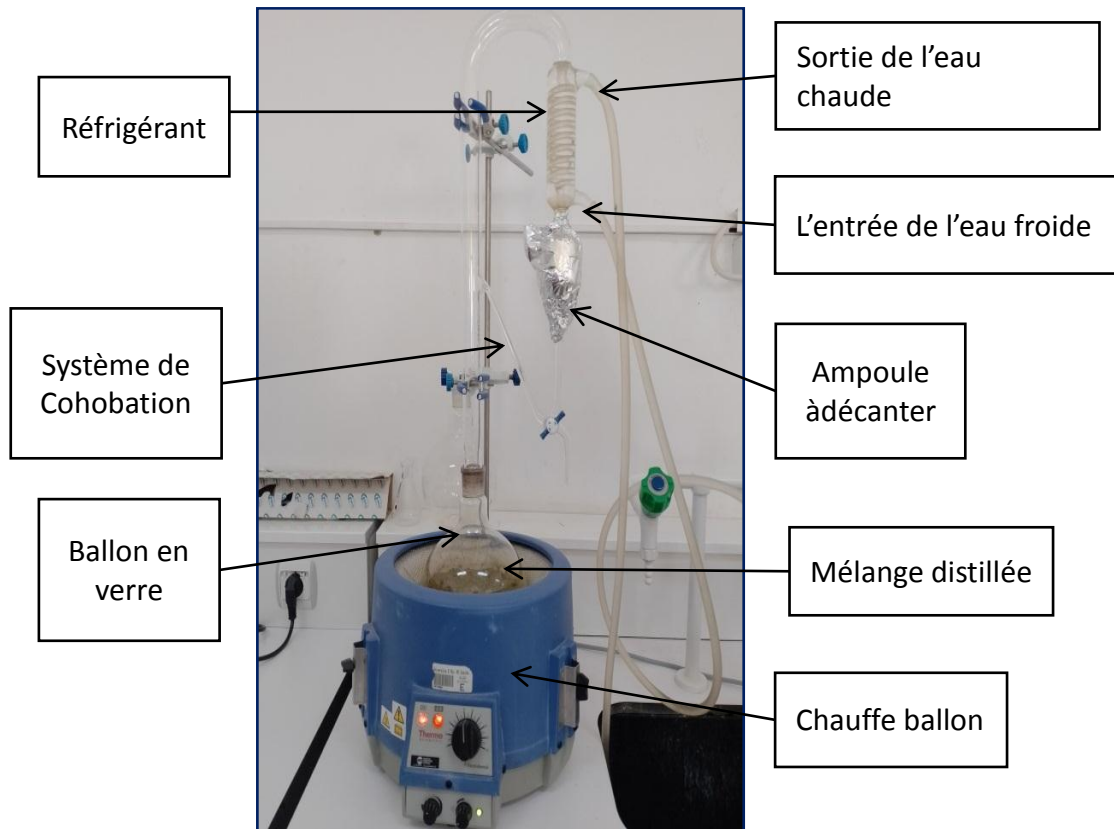 Réfrigérant
Système de
Cohobation
Ballon en
verre
Sortie de l'eau
chaude
L'entrée de l'eau froide
Ampoule
àdécanter
Mélange distillée
Chauffe ballon
Thermo